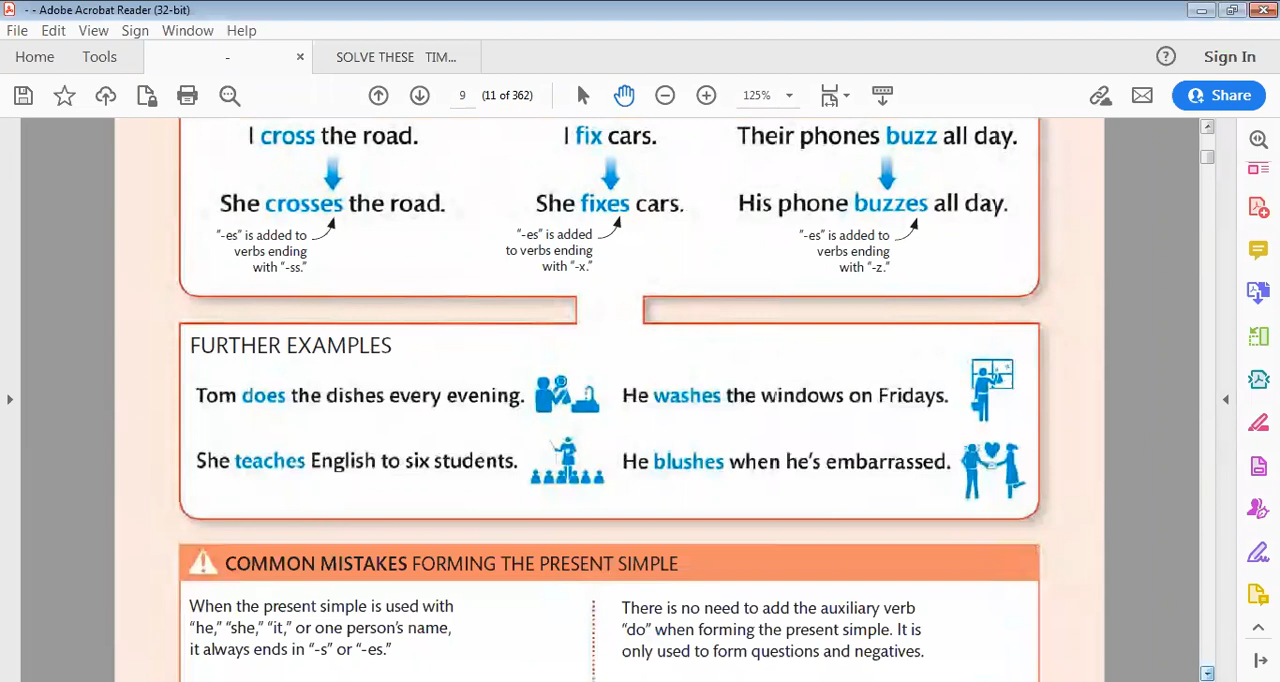 - - Adobe Acrobat Reader (32-bit)
File Edit View Sign Window Help
Home Tools - × SOLVE THESE TIM... ? Sign In
9 (11 of 362) 125% Share
I cross the road. I fix cars. Their phones buzz all day.
She crosses the road. She fixes cars. His phone buzzes all day.
"-es" is added to
verbs ending
with "-ss."
"-es" is added
to verbs ending
with "-x."
"-es" is added to
verbs ending
with "-z."
FURTHER EXAMPLES
Tom does the dishes every evening. He washes the windows on Fridays.
She teaches English to six students. He blushes when he's embarrassed.
COMMON MISTAKES FORMING THE PRESENT SIMPLE
When the present simple is used with
"he," "she," "it," or one person's name,
it always ends in "-s" or "-es."
There is no need to add the auxiliary verb
"do" when forming the present simple. It is
only used to form questions and negatives.